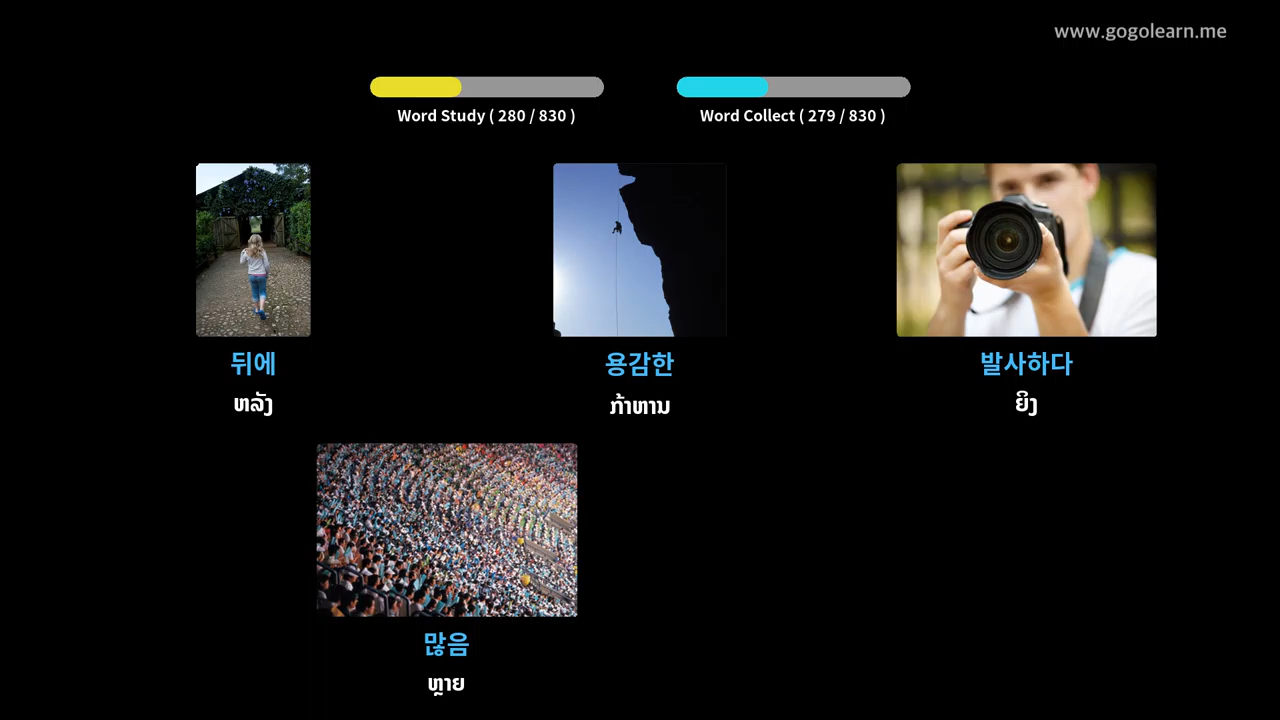 www.gogolearn.me
Word Study ( 280 / 830 )
Word Collect ( 279 / 830 )
뒤에
ຫລັງ
용감한
ກ້າຫານ
발사하다
ຍິງ
많음
ຫຼາຍ